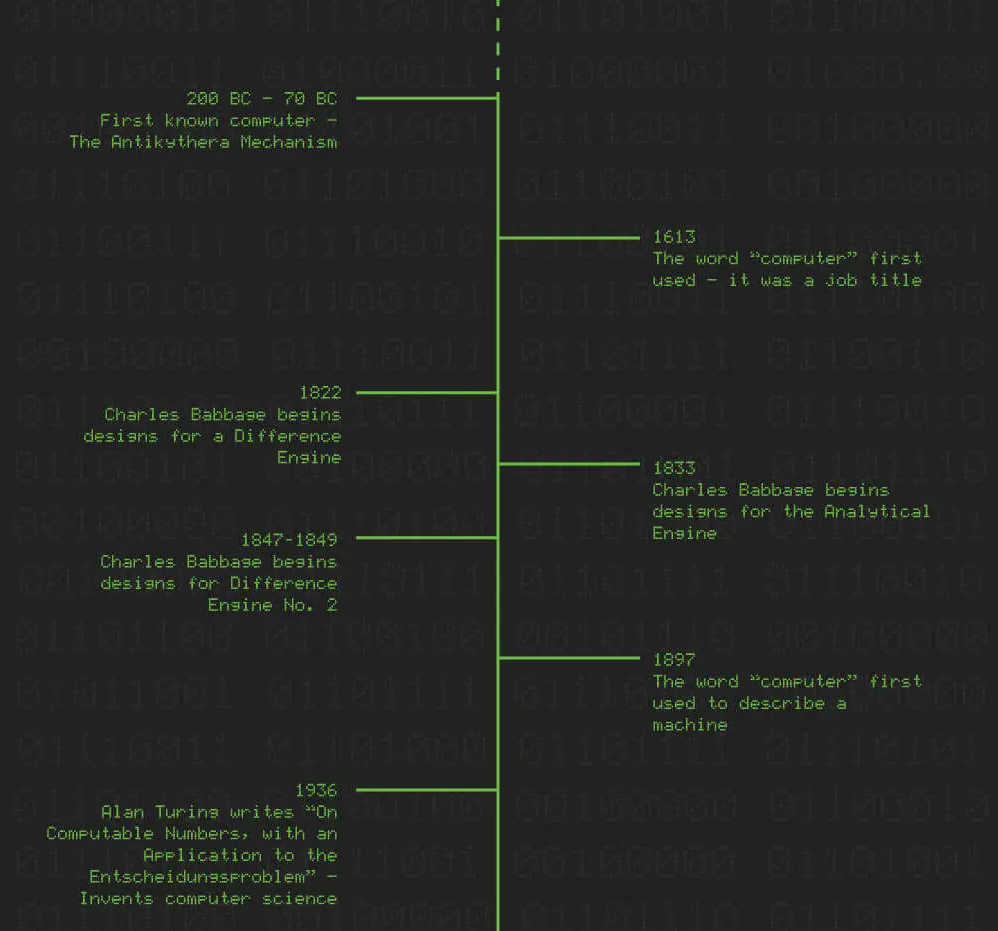 200 BC - 70 BC
First known computer -
The Antikythera Mechanism
1613
The word “computer” first
used - it was a job title
1822
Charles Babbage begins
designs for a Difference
Engine
1833
Charles Babbage begins
designs for the Analytical
Engine
1847-1849
Charles Babbage begins
designs for Difference
Engine No. 2
1897
The word “computer” first
used to describe a
machine
1936
Alan Turing writes “On
Computable Numbers, with an
Application to the
Entscheidungsproblem” -
Invents computer science